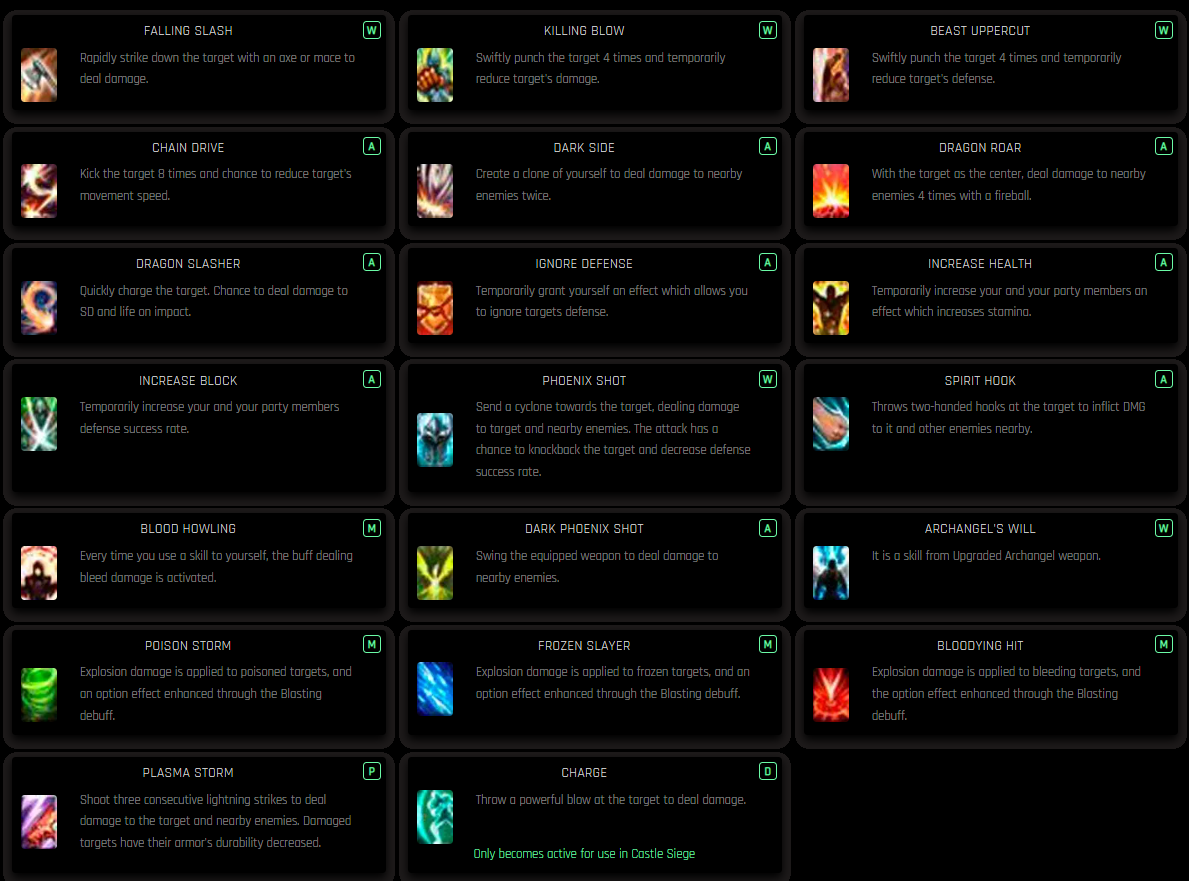 FALLING SLASH
W
Rapidly strike down the target with an axe or mace to
deal damage.
KILLING BLOW
W
Swiftly punch the target 4 times and temporarily
reduce target's damage.
BEAST UPPERCUT
W
Swiftly punch the target 4 times and temporarily
reduce target's defense.
CHAIN DRIVE
A
Kick the target 8 times and chance to reduce target's
movement speed.
DARK SIDE
A
Create a clone of yourself to deal damage to nearby
enemies twice.
DRAGON ROAR
A
With the target as the center, deal damage to nearby
enemies 4 times with a fireball.
DRAGON SLASHER
A
Quickly charge the target. Chance to deal damage to
SD and life on impact.
IGNORE DEFENSE
A
Temporarily grant yourself an effect which allows you
to ignore targets defense.
INCREASE HEALTH
A
Temporarily increase your and your party members an
effect which increases stamina.
INCREASE BLOCK
A
Temporarily increase your and your party members
defense success rate.
PHOENIX SHOT
W
Send a cyclone towards the target, dealing damage
to target and nearby enemies. The attack has a
chance to knockback the target and decrease defense
success rate.
SPIRIT HOOK
A
Throws two-handed hooks at the target to inflict DMG
to it and other enemies nearby.
BLOOD HOWLING
M
Every time you use a skill to yourself, the buff dealing
bleed damage is activated.
DARK PHOENIX SHOT
A
Swing the equipped weapon to deal damage to
nearby enemies.
ARCHANGEL'S WILL
W
It is a skill from Upgraded Archangel weapon.
POISON STORM
M
Explosion damage is applied to poisoned targets, and
an option effect enhanced through the Blasting
debuff.
FROZEN SLAYER
M
Explosion damage is applied to frozen targets, and an
option effect enhanced through the Blasting debuff.
BLOODYING HIT
M
Explosion damage is applied to bleeding targets, and
the option effect enhanced through the Blasting
debuff.
PLASMA STORM
P
Shoot three consecutive lightning strikes to deal
damage to the target and nearby enemies. Damaged
targets have their armor's durability decreased.
CHARGE
D
Throw a powerful blow at the target to deal damage.
Only becomes active for use in Castle Siege